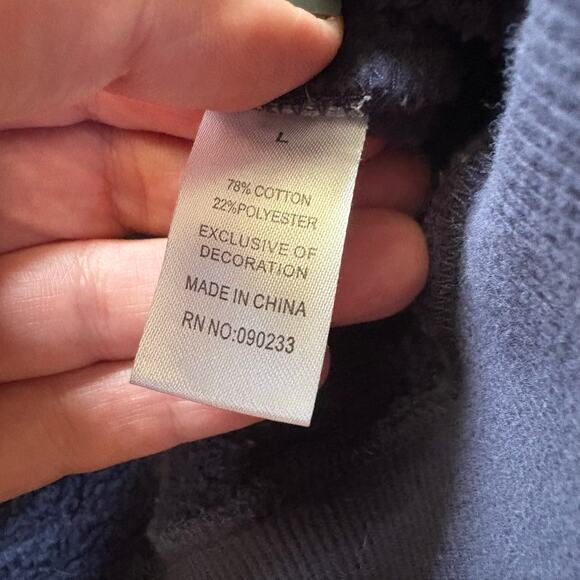 L
78% COTTON
22%POLYESTER
EXCLUSIVE OF
DECORATION
MADE IN CHINA
RN NO:090233